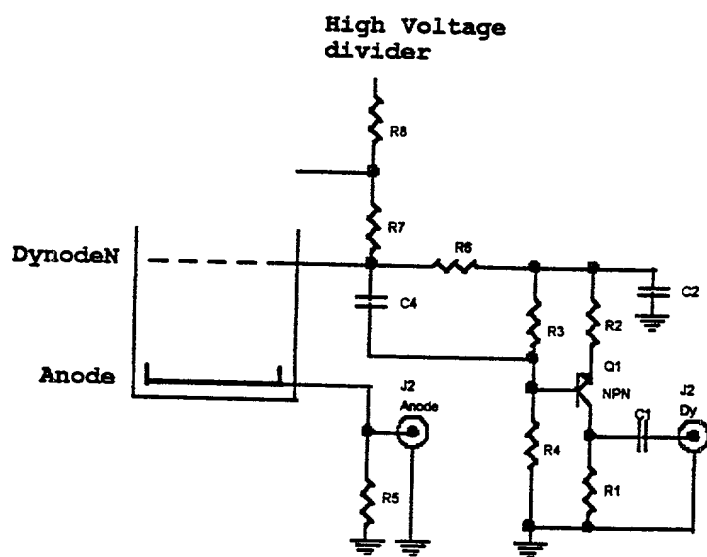 High Voltage
divider
R8
R7
DynodeN
R6
C4
C2
R3
R2
Anode
Q1
NPN
J2
Anode
J2
Dy
C1
R4
R5
R1